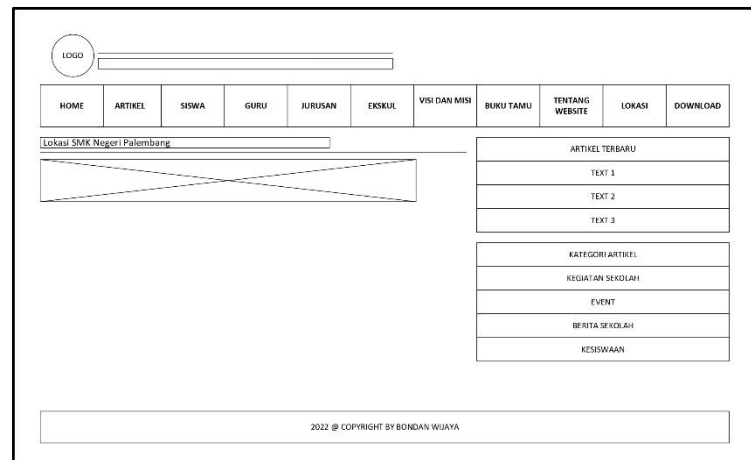 LOGO
HOME
ARTIKEL
SISWA
GURU
JURUSAN
EKSKUL
VISI DAN MISI
BUKU TAMU
TENTANG
WEBSITE
LOKASI
DOWNLOAD
Lokasi SMK Negeri Palembang
ARTIKEL TERBARU
TEXT 1
TEXT 2
TEXT 3
KATEGORI ARTIKEL
KEGIATAN SEKOLAH
EVENT
BERITA SEKOLAH
KESISWAAN
2022 @ COPYRIGHT BY BONDAN WIJAYA